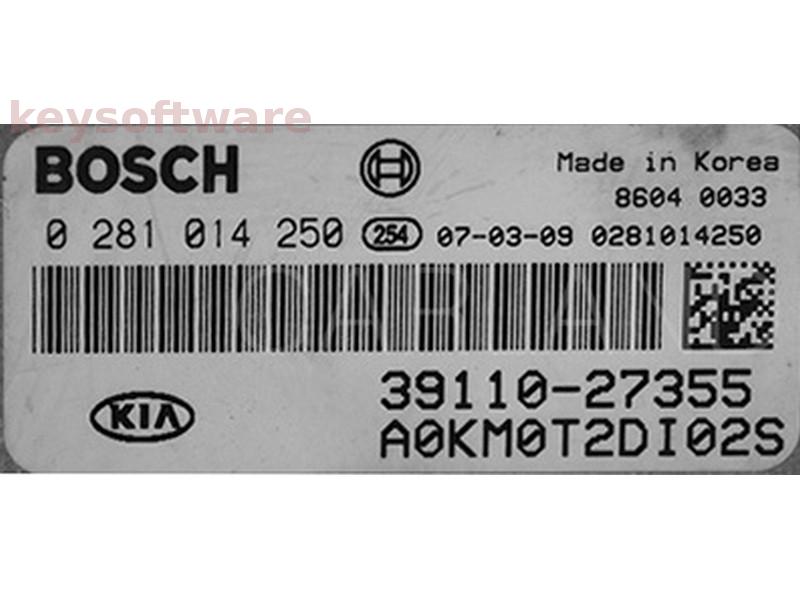 keysoftware
BOSCH
Made in Korea
8604 0033
0 281 014 250 254 07-03-09 0281014250
KIA
39110-27355
A0KM0T2DI02S